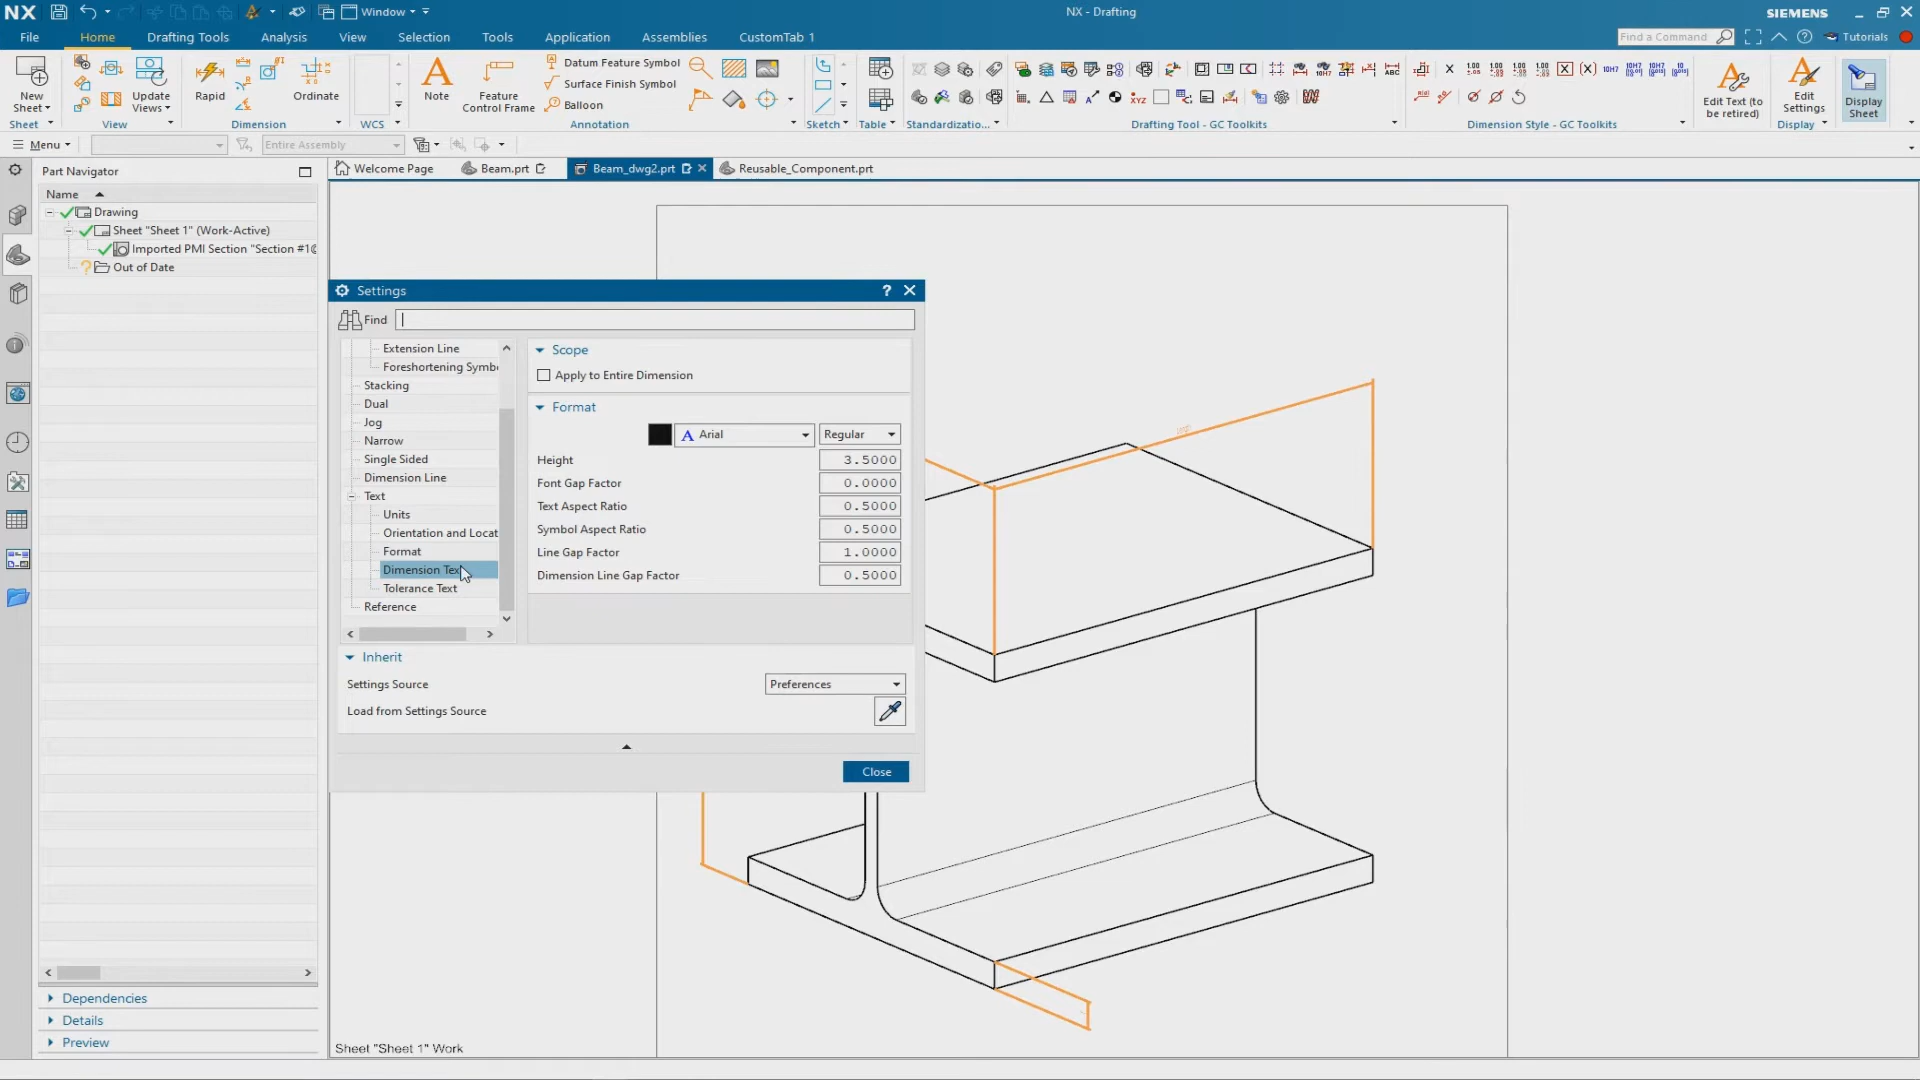 NX
Window
NX - Drafting
SIEMENS
File
Home
Drafting Tools
Analysis
View
Selection
Tools
Application
Assemblies
CustomTab 1
Find a Command
Tutorials
New
Sheet
Update
Views
Rapid
Ordinate
Note
Feature
Control Frame
Datum Feature Symbol
Surface Finish Symbol
Balloon
Edit Text (to
be retired)
Edit
Settings
Display
Sheet
Sheet
View
Dimension
WCS
Annotation
Sketch
Table
Standardizatio...
Drafting Tool - GC Toolkits
Dimension Style - GC Toolkits
Display
Menu
Entire Assembly
Part Navigator
Welcome Page
Beam.prt
Beam_dwg2.prt
Reusable_Component.prt
Name
Drawing
Sheet "Sheet 1" (Work-Active)
Imported PMI Section "Section #1@
Out of Date
Settings
Find
Extension Line
Foreshortening Symb
Stacking
Dual
Jog
Narrow
Single Sided
Dimension Line
Text
Units
Orientation and Locat
Format
Dimension Tex
Tolerance Text
Reference
Scope
Apply to Entire Dimension
Format
Arial
Regular
Height 3.5000
Font Gap Factor 0.0000
Text Aspect Ratio 0.5000
Symbol Aspect Ratio 0.5000
Line Gap Factor 1.0000
Dimension Line Gap Factor 0.5000
Inherit
Settings Source
Preferences
Load from Settings Source
Close
Dependencies
Details
Preview
Sheet "Sheet 1" Work